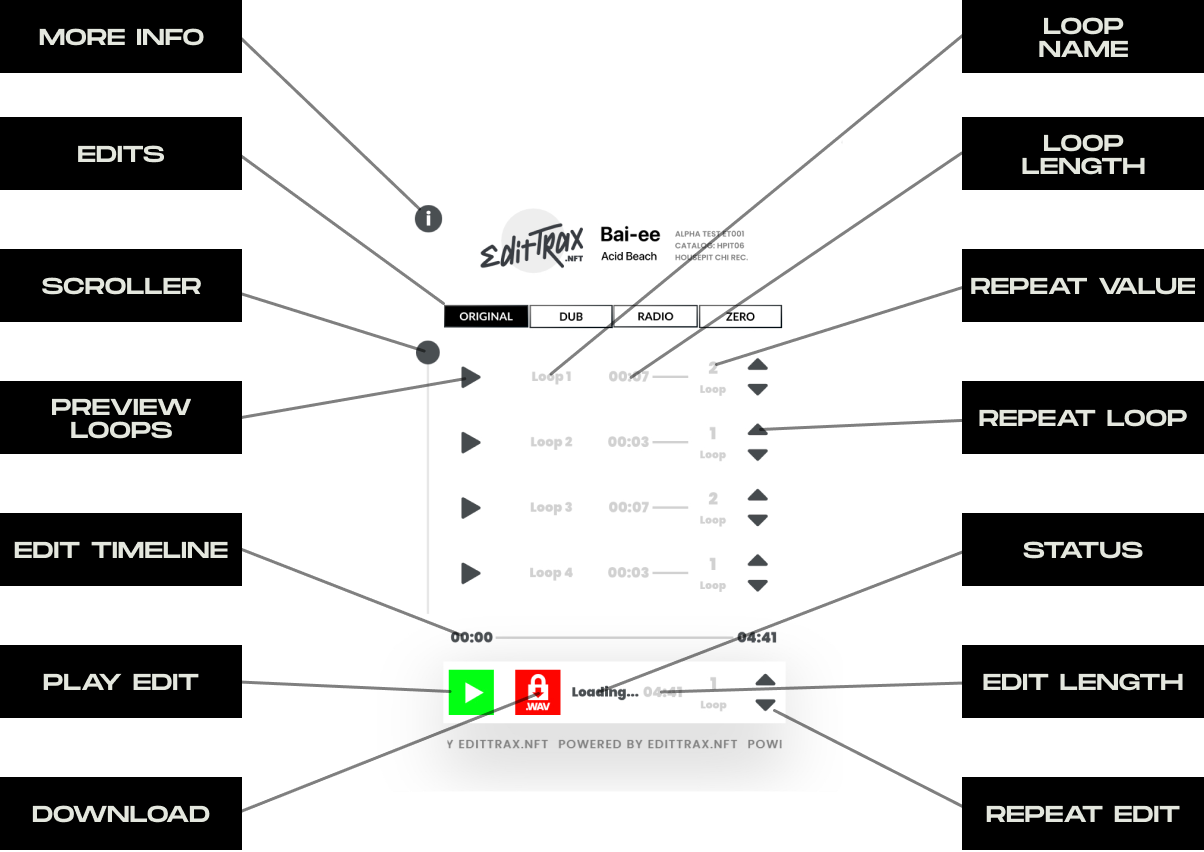 MORE INFO
EDITS
SCROLLER
PREVIEW
LOOPS
EDIT TIMELINE
PLAY EDIT
DOWNLOAD
i
EditTrax
.NFT
Bai-ee
Acid Beach
ALPHA TEST ET001
CATALOG: HPIT06
HOUSEPIT CHI REC.
ORIGINAL DUB RADIO ZERO
Loop 1 00:07 2
Loop
Loop 2 00:03 1
Loop
Loop 3 00:07 2
Loop
Loop 4 00:03 1
Loop
00:00 04:41
.WAV
Loading... 04:41 1
Loop
Y EDITTRAX.NFT POWERED BY EDITTRAX.NFT POWI
LOOP
NAME
LOOP
LENGTH
REPEAT VALUE
REPEAT LOOP
STATUS
EDIT LENGTH
REPEAT EDIT